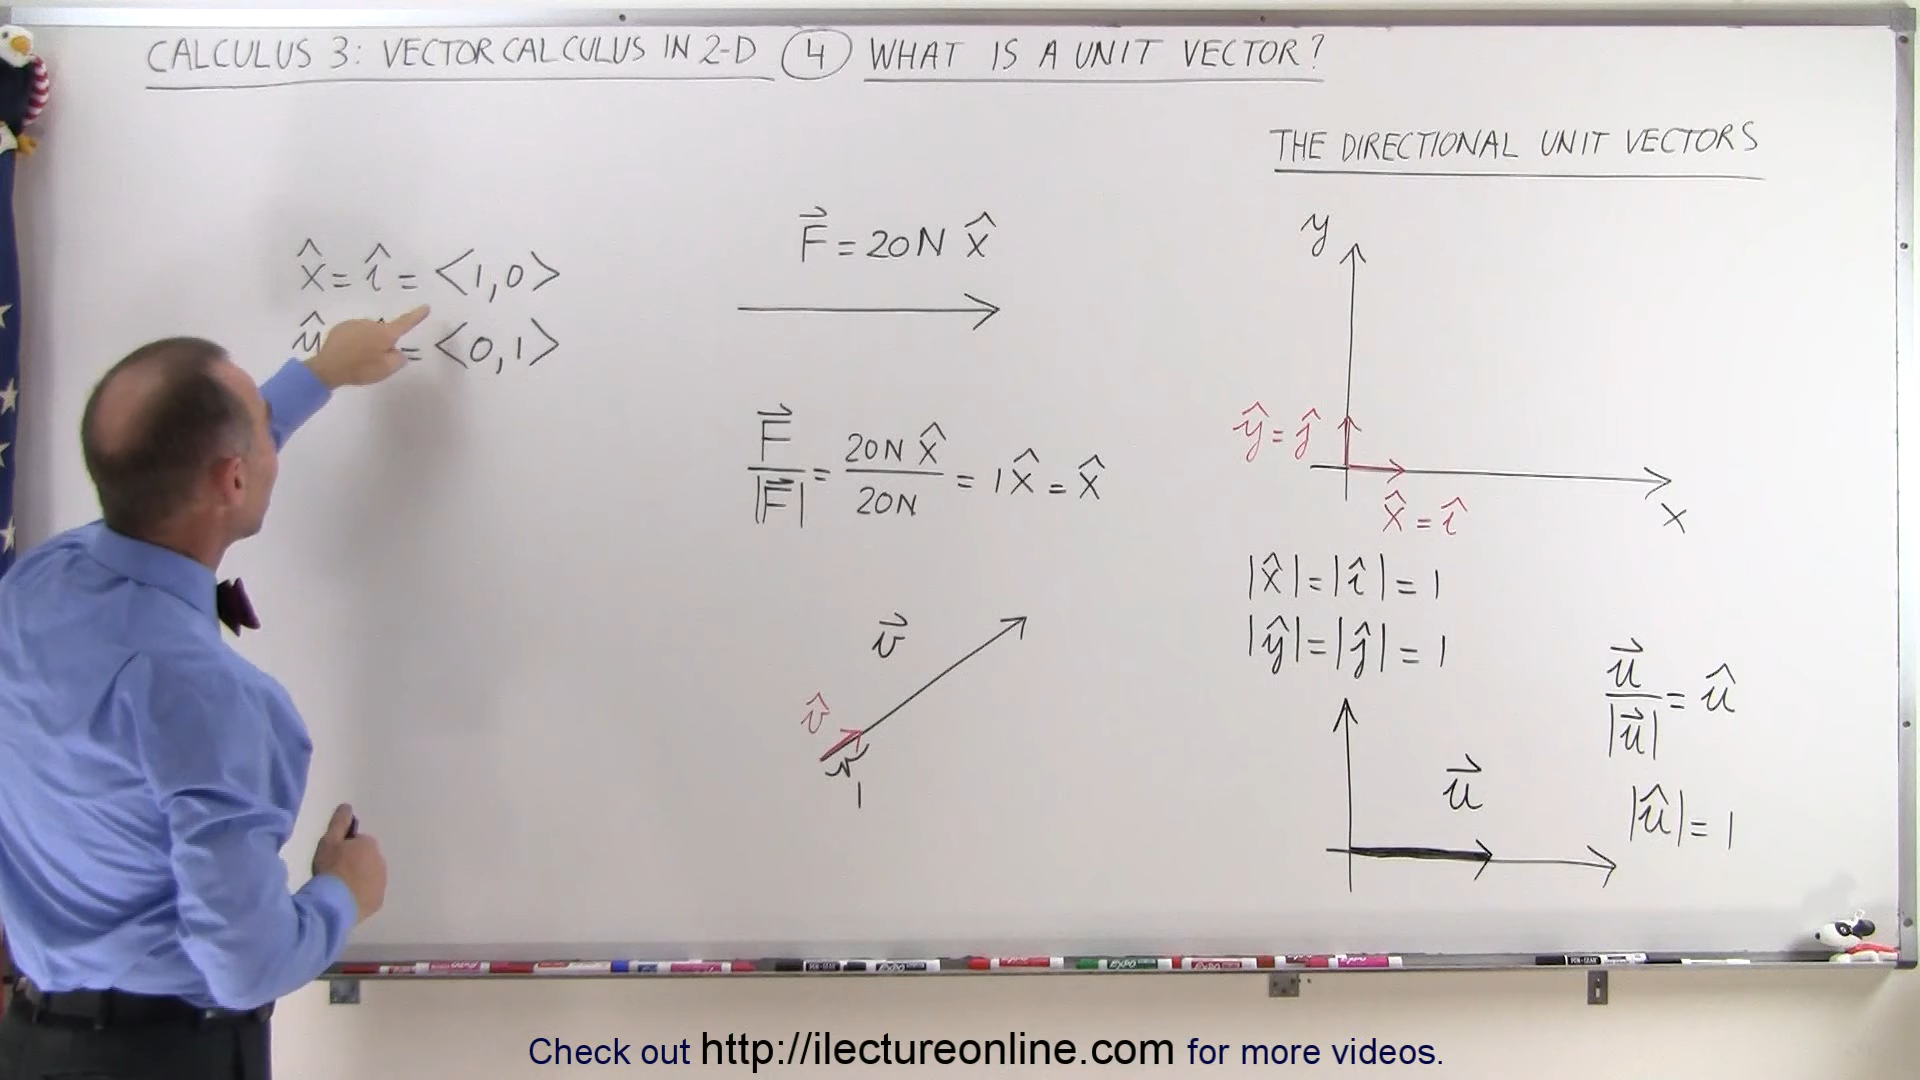 CALCULUS 3: VECTOR CALCULUS IN 2-D ④ WHAT IS A UNIT VECTOR?
x̂ = î = <1,0>
ŷ = <0,1>
F⃗ = 20N x̂
F⃗/|F⃗| = 20N x̂/20N = 1x̂ = x̂
v⃗
v̂
1
THE DIRECTIONAL UNIT VECTORS
y
ŷ = ĵ
x̂ = î
x
|x̂| = |î| = 1
|ŷ| = |ĵ| = 1
u⃗/|u⃗| = û
u⃗
|û| = 1
Check out http://ilectureonline.com for more videos.